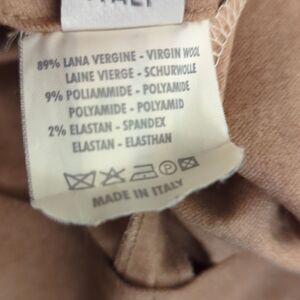 ITALY
89% LANA VERGINE - VIRGIN WOOL
LAINE VIERGE - SCHURWOLLE
9% POLIAMMIDE - POLYAMIDE
POLYAMIDE - POLYAMID
2% ELASTAN - SPANDEX
ELASTAN - ELASTHAN
MADE IN ITALY